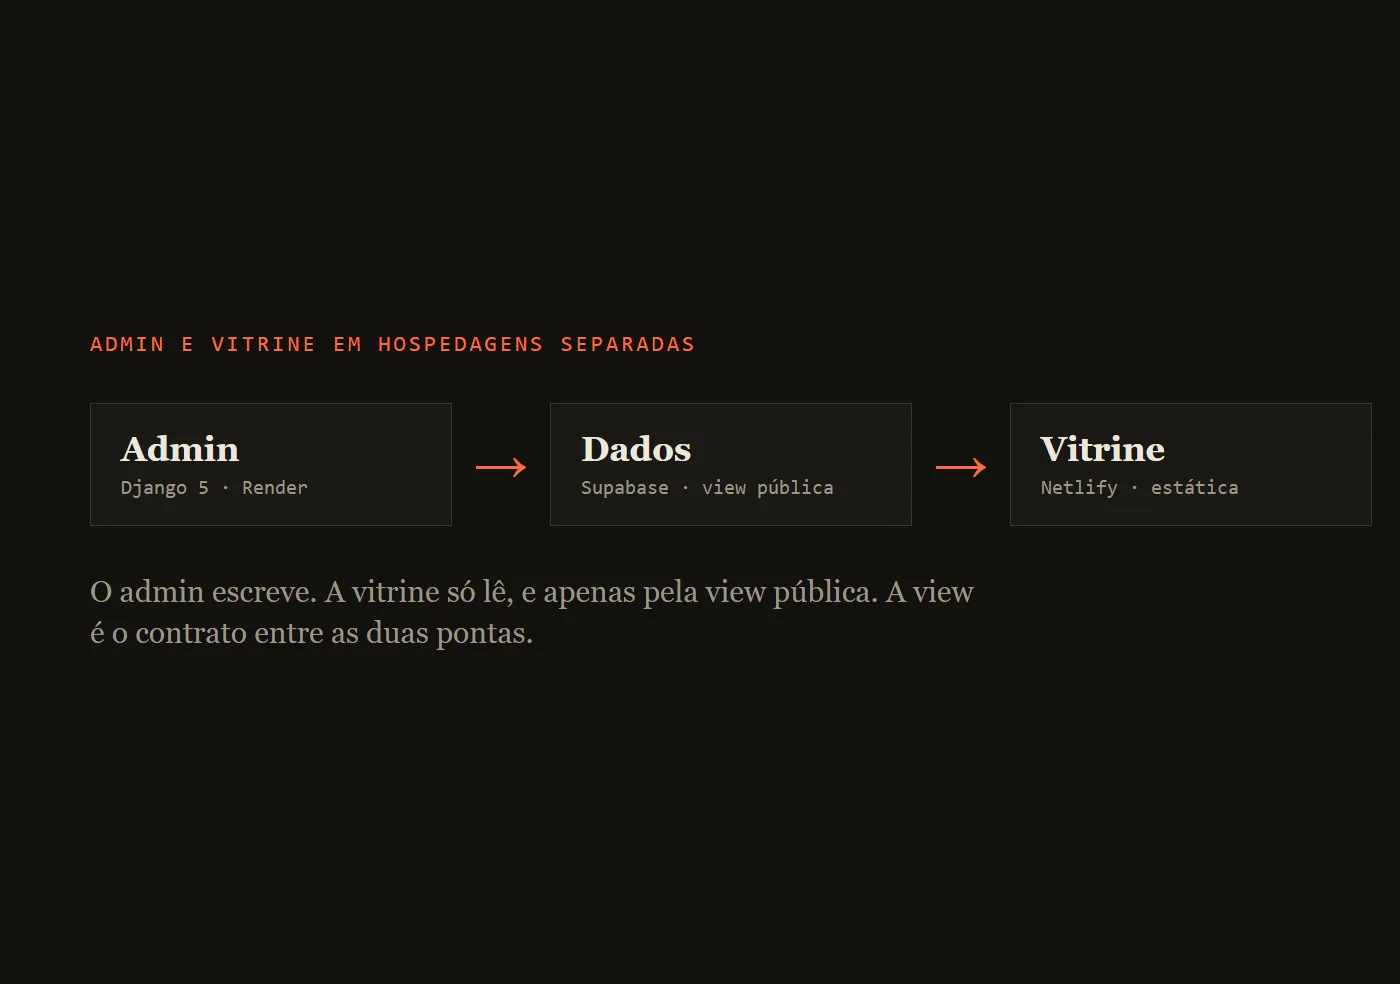 ADMIN E VITRINE EM HOSPEDAGENS SEPARADAS
Admin
Django 5 · Render
Dados
Supabase · view pública
Vitrine
Netlify · estática
O admin escreve. A vitrine só lê, e apenas pela view pública. A view
é o contrato entre as duas pontas.